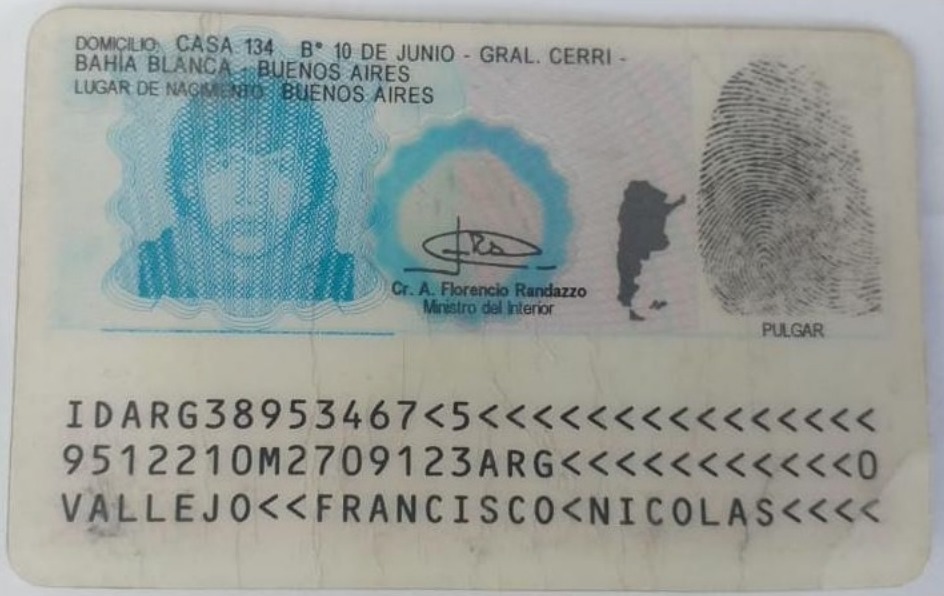 DOMICILIO: CASA 134 Bº 10 DE JUNIO - GRAL. CERRI -
BAHIA BLANCA - BUENOS AIRES
LUGAR DE NACIMIENTO: BUENOS AIRES
Cr. A. Florencio Randazzo
Ministro del Interior
PULGAR
IDARG38953467<5<<<<<<<<<<<<<<<
9512210M2709123ARG<<<<<<<<<<<0
VALLEJO<<FRANCISCO<NICOLAS<<<<